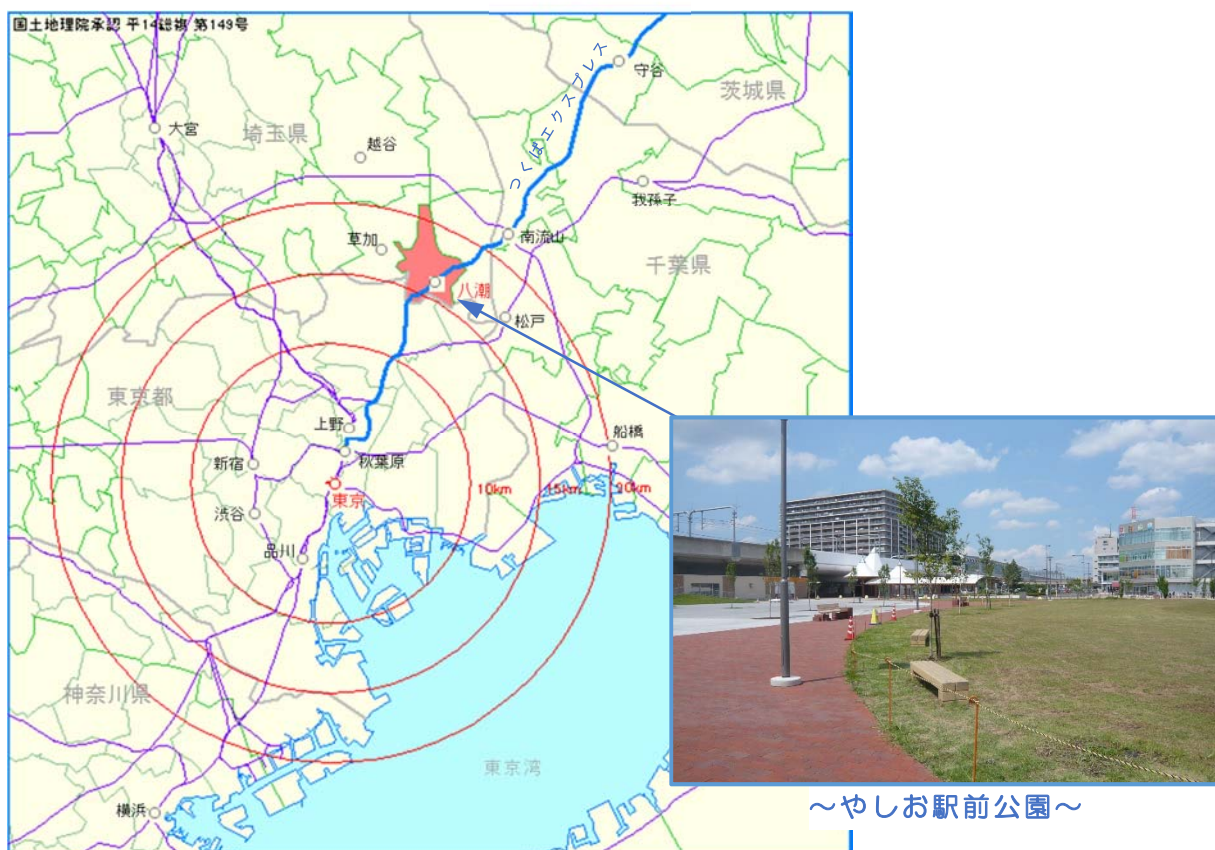 国土地理院承認 平14総複 第149号
守谷
茨城県
つくばエクスプレス
大宮
埼玉県
越谷
我孫子
草加
南流山
千葉県
八潮
松戸
東京都
上野
船橋
新宿
秋葉原
東京
10km
15km
20km
渋谷
品川
神奈川県
東京湾
横浜
～やしお駅前公園～